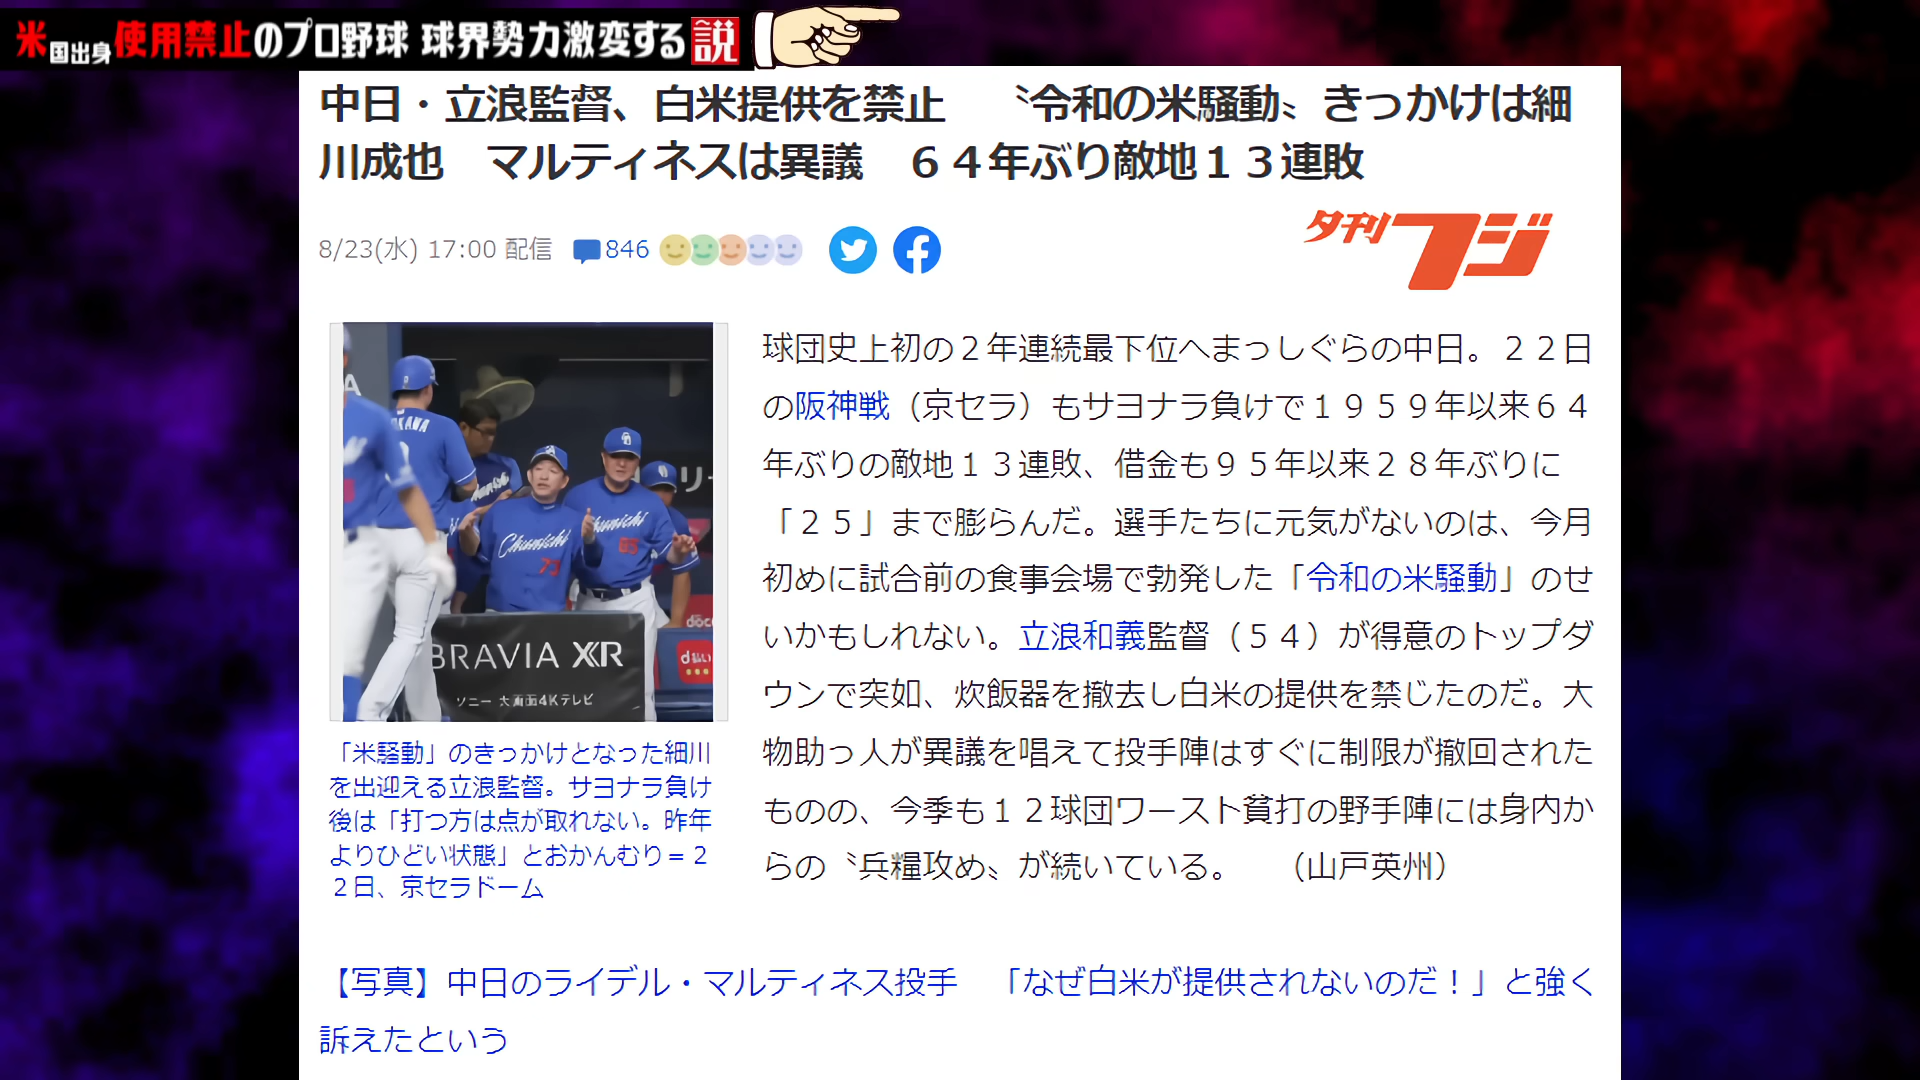 米国出身使用禁止のプロ野球 球界勢力激変する説
中日・立浪監督、白米提供を禁止　〝令和の米騒動〟きっかけは細
川成也　マルティネスは異議　６４年ぶり敵地１３連敗
8/23(水) 17:00 配信 846
夕刊フジ
球団史上初の２年連続最下位へまっしぐらの中日。２２日
の阪神戦（京セラ）もサヨナラ負けで１９５９年以来６４
年ぶりの敵地１３連敗、借金も９５年以来２８年ぶりに
「２５」まで膨らんだ。選手たちに元気がないのは、今月
初めに試合前の食事会場で勃発した「令和の米騒動」のせ
いかもしれない。立浪和義監督（５４）が得意のトップダ
ウンで突如、炊飯器を撤去し白米の提供を禁じたのだ。大
物助っ人が異議を唱えて投手陣はすぐに制限が撤回された
ものの、今季も１２球団ワースト貧打の野手陣には身内か
らの〝兵糧攻め〟が続いている。　　（山戸英州）
Chunichi
73
Chunichi
BRAVIA XR
ソニー 大画面4Kテレビ
d払い
「米騒動」のきっかけとなった細川
を出迎える立浪監督。サヨナラ負け
後は「打つ方は点が取れない。昨年
よりひどい状態」とおかんむり＝２
２日、京セラドーム
【写真】中日のライデル・マルティネス投手　「なぜ白米が提供されないのだ！」と強く
訴えたという